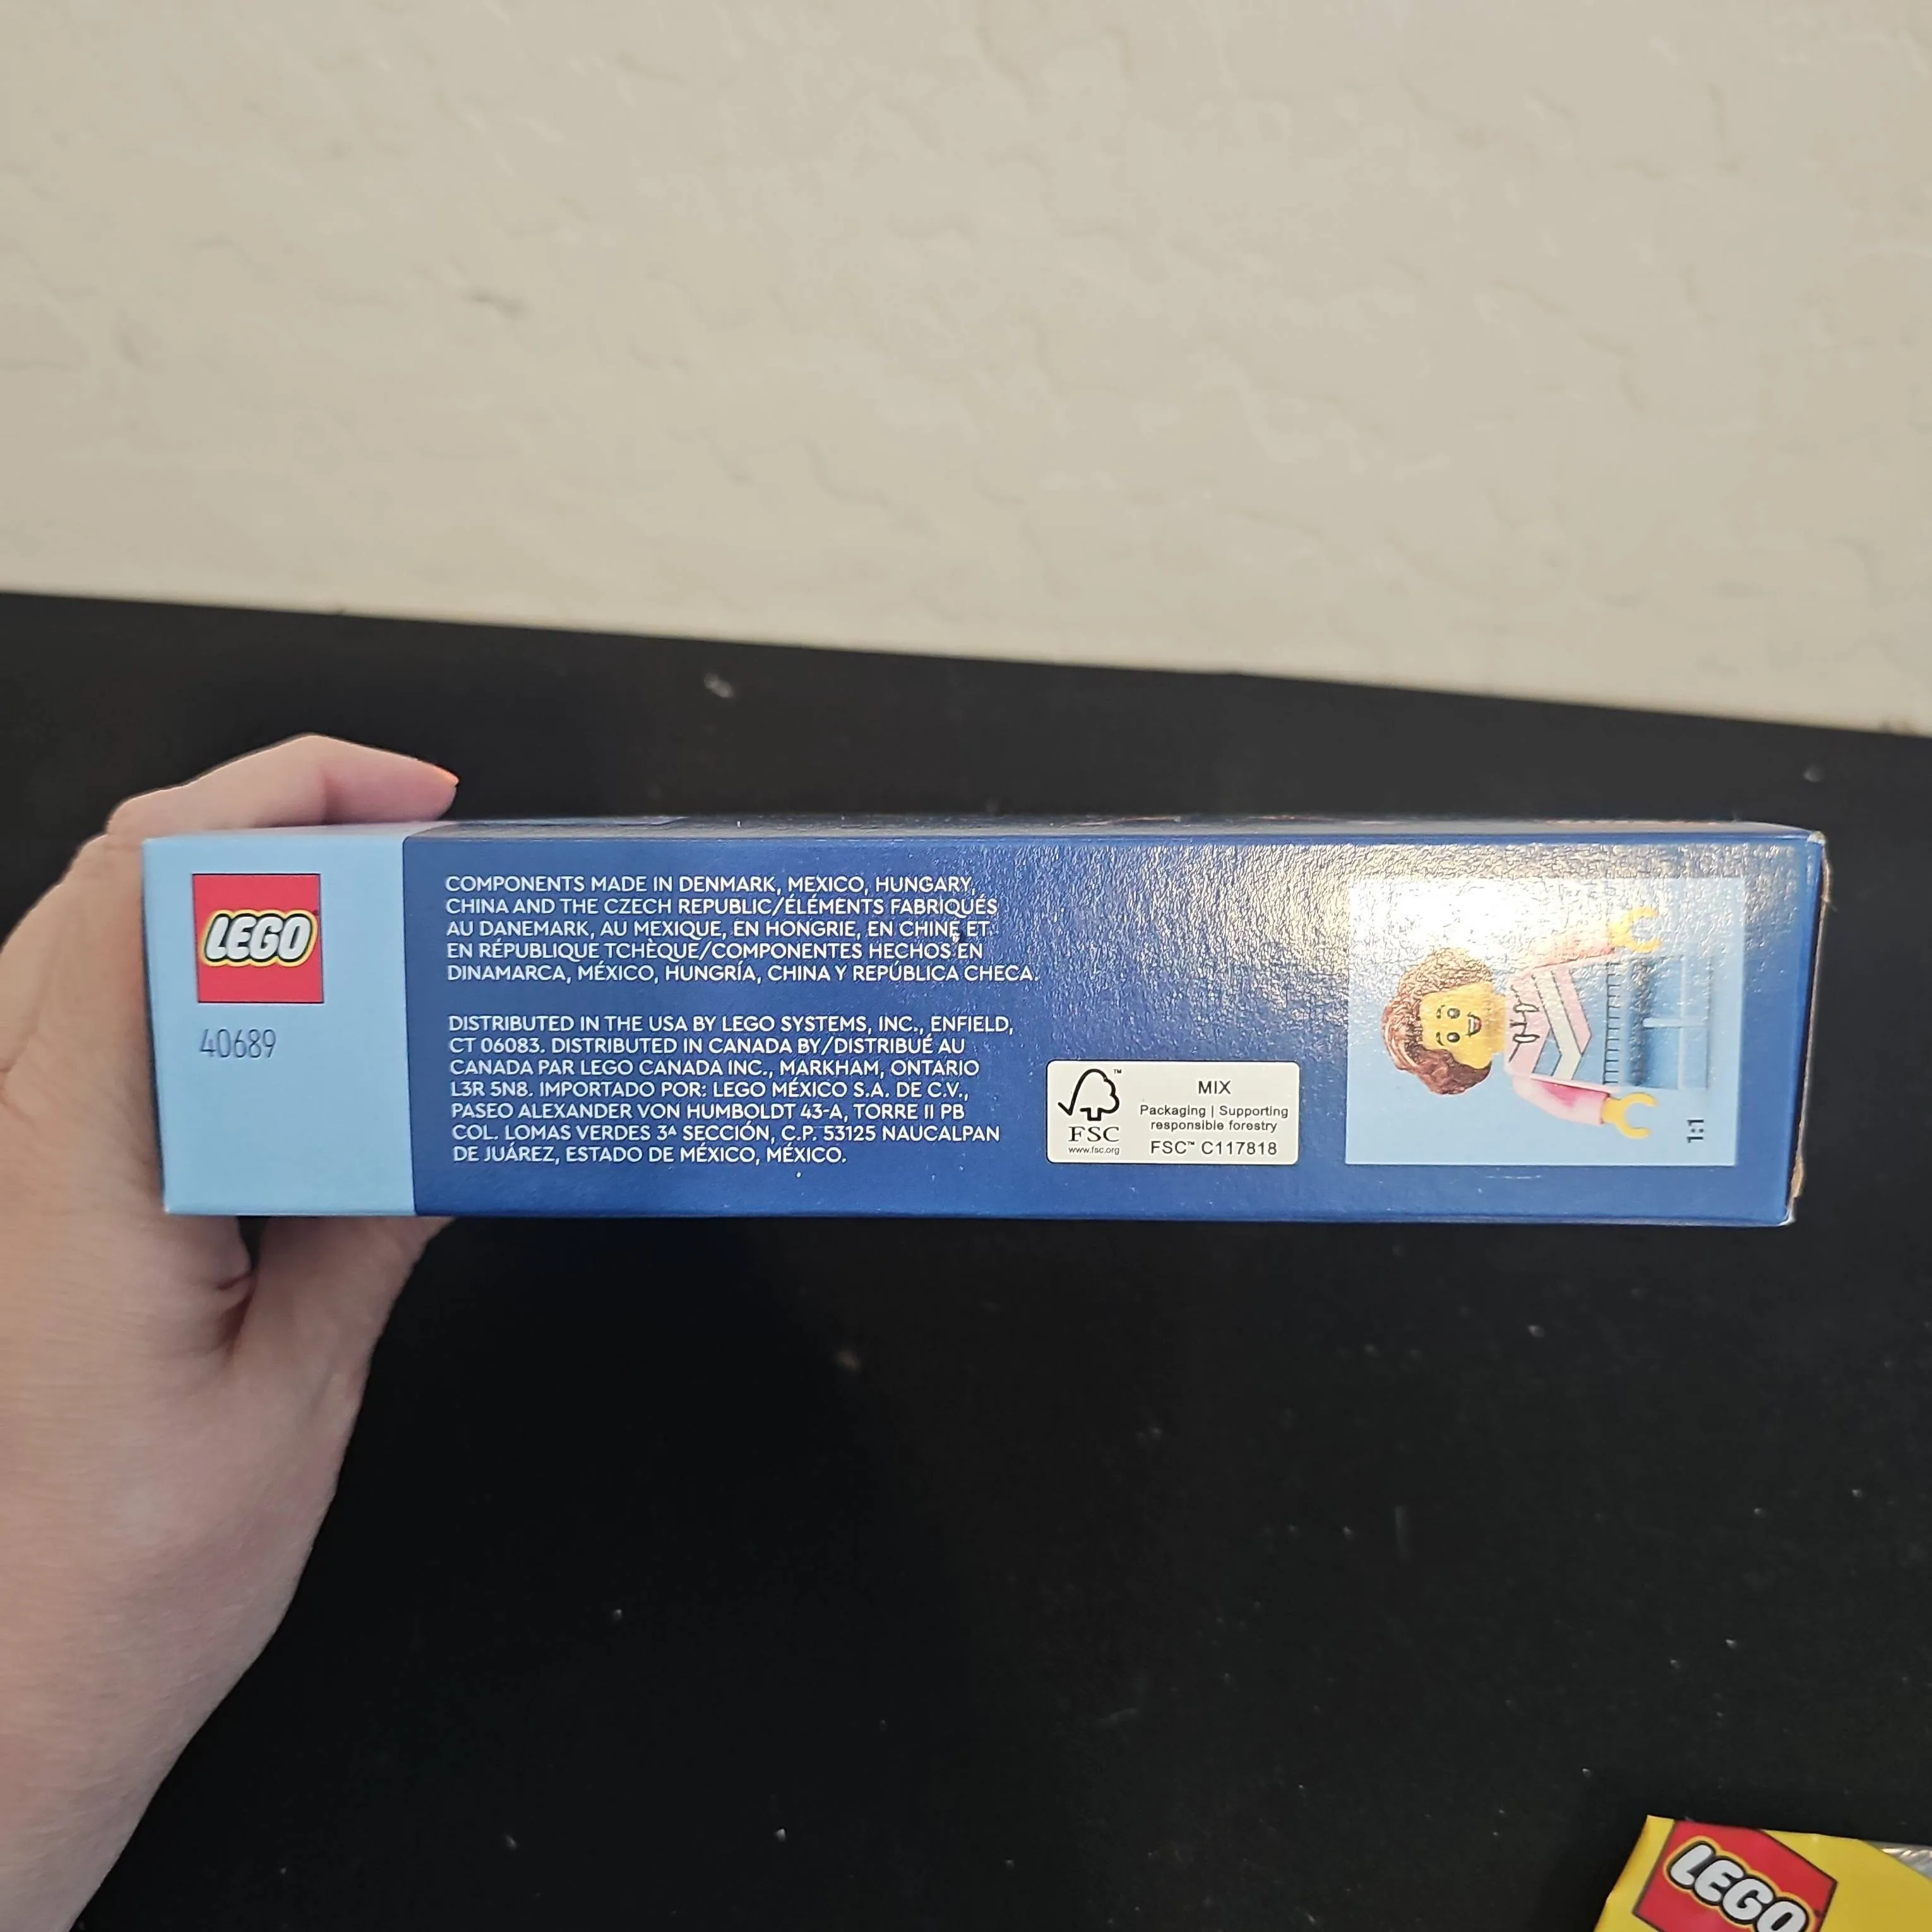 LEGO
40689
COMPONENTS MADE IN DENMARK, MEXICO, HUNGARY,
CHINA AND THE CZECH REPUBLIC/ÉLÉMENTS FABRIQUÉS
AU DANEMARK, AU MEXIQUE, EN HONGRIE, EN CHINE ET
EN RÉPUBLIQUE TCHÈQUE/COMPONENTES HECHOS EN
DINAMARCA, MÉXICO, HUNGRÍA, CHINA Y REPÚBLICA CHECA.
DISTRIBUTED IN THE USA BY LEGO SYSTEMS, INC., ENFIELD,
CT 06083. DISTRIBUTED IN CANADA BY/DISTRIBUÉ AU
CANADA PAR LEGO CANADA INC., MARKHAM, ONTARIO
L3R 5N8. IMPORTADO POR: LEGO MÉXICO S.A. DE C.V.,
PASEO ALEXANDER VON HUMBOLDT 43-A, TORRE II PB
COL. LOMAS VERDES 3ᴬ SECCIÓN, C.P. 53125 NAUCALPAN
DE JUÁREZ, ESTADO DE MÉXICO, MÉXICO.
™
FSC
www.fsc.org
MIX
Packaging | Supporting
responsible forestry
FSC™ C117818
1:1
LEGO